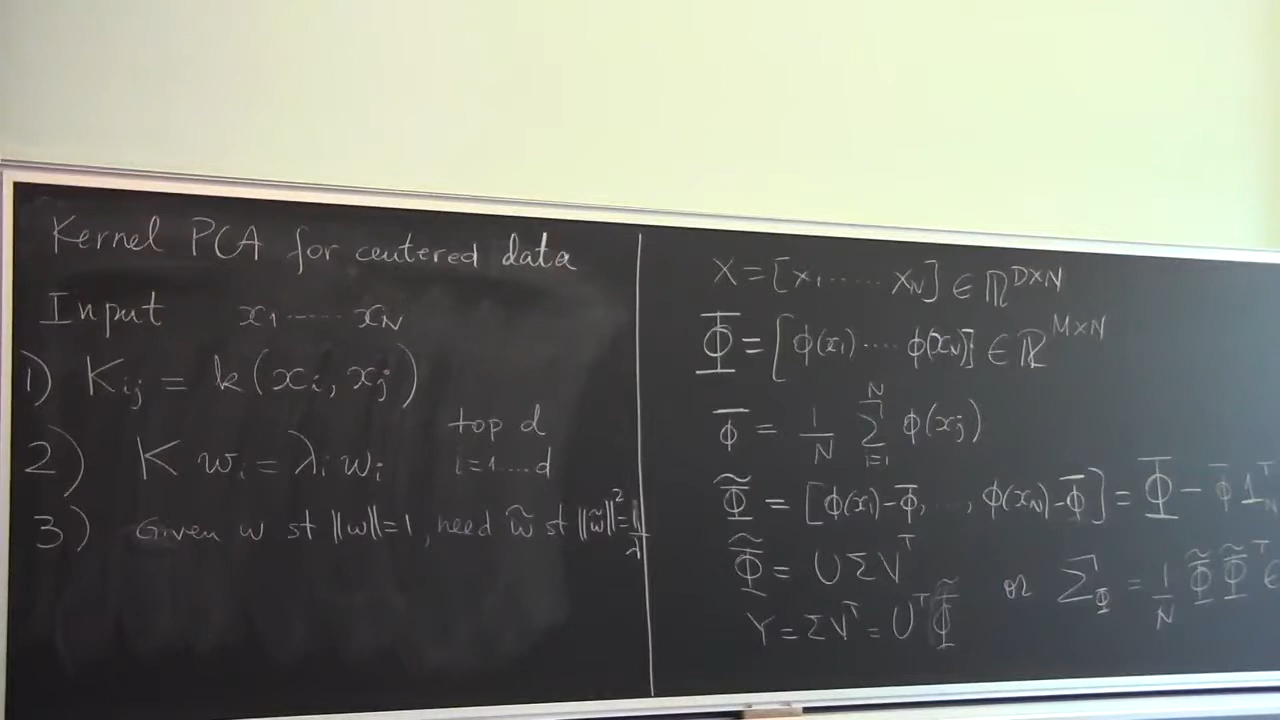 Kernel PCA for centered data
Input x₁ ..... x_N
1) K_ij = k(x_i, x_j)
2) K w_i = λ_i w_i top d i=1....d
3) Given w st ||w||=1, need w̃ st ||w̃||² = 1/λ
X = [x₁ ..... x_N] ∈ ℝ^{D×N}
Φ = [φ(x₁) .... φ(x_N)] ∈ ℝ^{M×N}
φ̄ = 1/N Σ_{i=1}^{N} φ(x_j)
Φ̃ = [φ(x₁)-φ̄, ..., φ(x_N)-φ̄] = Φ - φ̄ 1_N^T
Φ̃ = UΣV^T or Σ_Φ = 1/N Φ̃ Φ̃^T ∈
Y = ΣV^T = U^T Φ̃